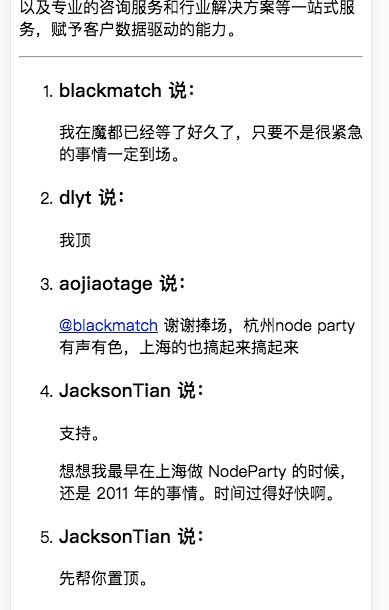 以及专业的咨询服务和行业解决方案等一站式服
务，赋予客户数据驱动的能力。
1. blackmatch 说：
我在魔都已经等了好久了，只要不是很紧急
的事情一定到场。
2. dlyt 说：
我顶
3. aojiaotage 说：
@blackmatch 谢谢捧场，杭州node party
有声有色，上海的也搞起来搞起来
4. JacksonTian 说：
支持。
想想我最早在上海做 NodeParty 的时候，
还是 2011 年的事情。时间过得好快啊。
5. JacksonTian 说：
先帮你置顶。